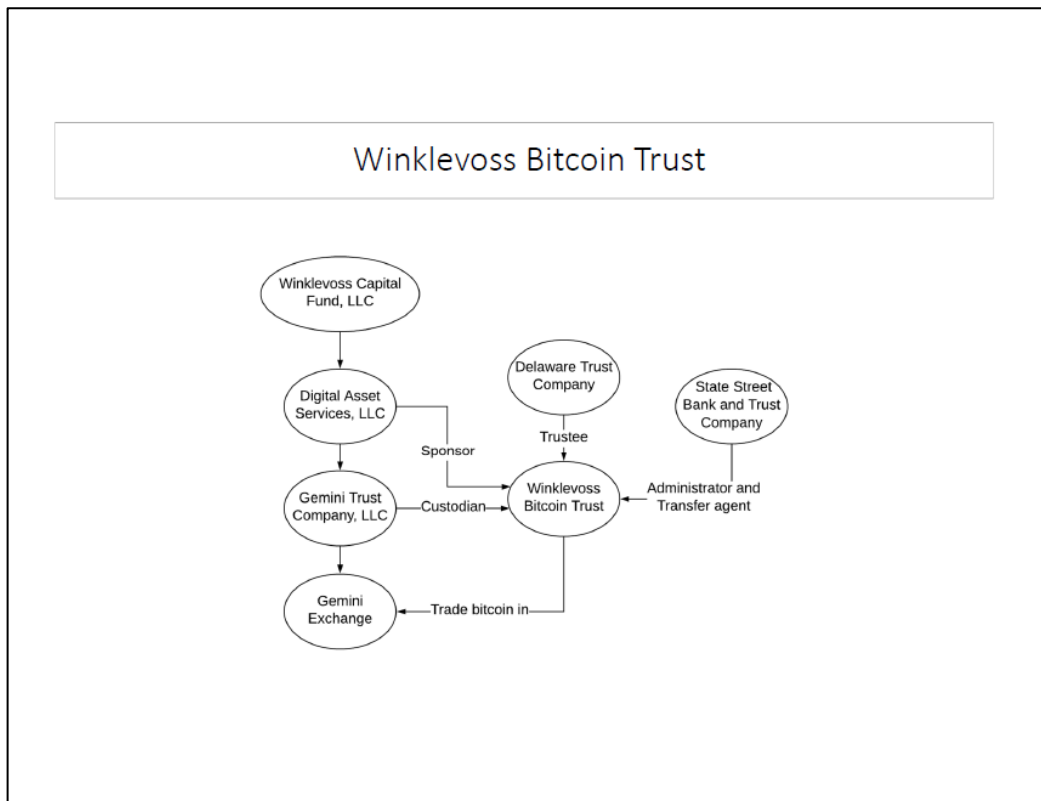 Winklevoss Bitcoin Trust
Winklevoss Capital
Fund, LLC
Delaware Trust
Company
State Street
Bank and Trust
Company
Digital Asset
Services, LLC
Sponsor
Trustee
Gemini Trust
Company, LLC
Custodian
Winklevoss
Bitcoin Trust
Administrator and
Transfer agent
Gemini
Exchange
Trade bitcoin in